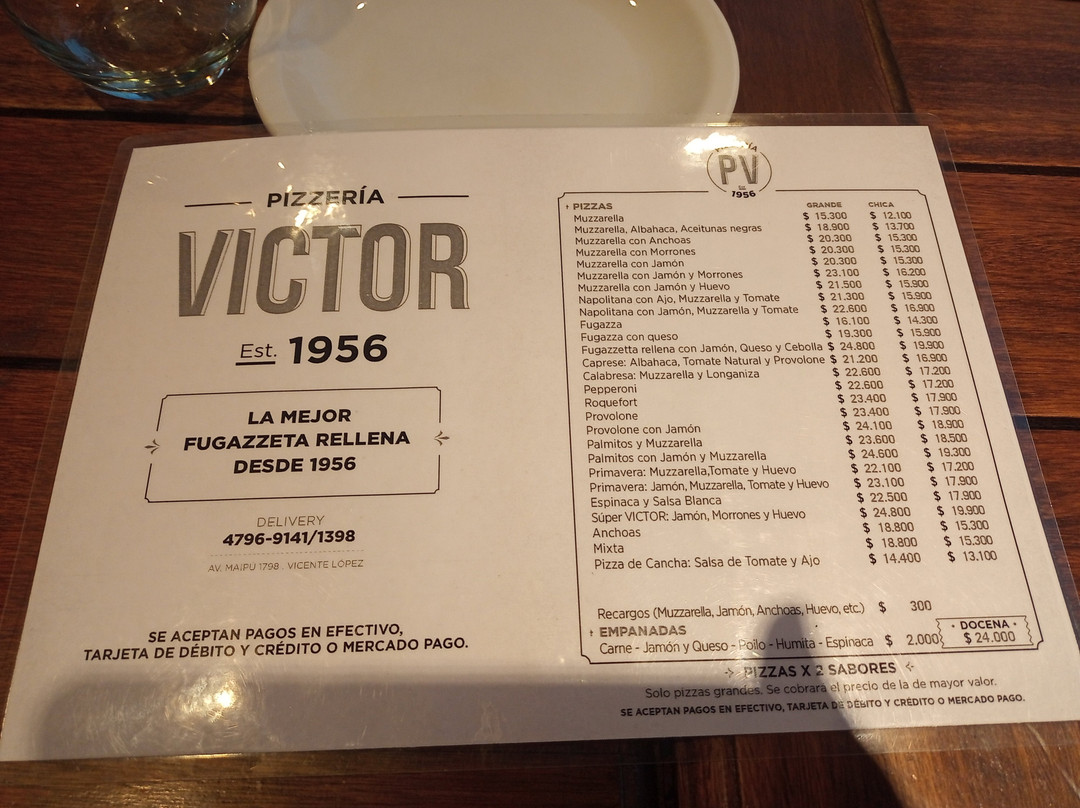 PIZZERÍA
VICTOR
Est. 1956
LA MEJOR
FUGAZZETA RELLENA
DESDE 1956
DELIVERY
4796-9141/1398
AV. MAIPÚ 1798 . VICENTE LÓPEZ
SE ACEPTAN PAGOS EN EFECTIVO,
TARJETA DE DÉBITO Y CRÉDITO O MERCADO PAGO.
PV
1956
PIZZAS GRANDE CHICA
Muzzarella $ 15.300 $ 12.100
Muzzarella, Albahaca, Aceitunas negras $ 18.900 $ 13.700
Muzzarella con Anchoas $ 20.300 $ 15.300
Muzzarella con Morrones $ 20.300 $ 15.300
Muzzarella con Jamón $ 20.300 $ 15.300
Muzzarella con Jamón y Morrones $ 23.100 $ 16.200
Muzzarella con Jamón y Huevo $ 21.500 $ 15.900
Napolitana con Ajo, Muzzarella y Tomate $ 21.300 $ 15.900
Napolitana con Jamón, Muzzarella y Tomate $ 22.600 $ 16.900
Fugazza $ 16.100 $ 14.300
Fugazza con queso $ 19.300 $ 15.900
Fugazzetta rellena con Jamón, Queso y Cebolla $ 24.800 $ 19.900
Caprese: Albahaca, Tomate Natural y Provolone $ 21.200 $ 16.900
Calabresa: Muzzarella y Longaniza $ 22.600 $ 17.200
Pepperoni $ 22.600 $ 17.200
Roquefort $ 23.400 $ 17.900
Provolone $ 23.400 $ 17.900
Provolone con Jamón $ 24.100 $ 18.900
Palmitos y Muzzarella $ 23.600 $ 18.500
Palmitos con Jamón y Muzzarella $ 24.600 $ 19.300
Primavera: Muzzarella,Tomate y Huevo $ 22.100 $ 17.200
Primavera: Jamón, Muzzarella, Tomate y Huevo $ 23.100 $ 17.900
Espinaca y Salsa Blanca $ 22.500 $ 17.900
Súper VICTOR: Jamón, Morrones y Huevo $ 24.800 $ 19.900
Anchoas $ 18.800 $ 15.300
Mixta $ 18.800 $ 15.300
Pizza de Cancha: Salsa de Tomate y Ajo $ 14.400 $ 13.100
Recargos (Muzzarella, Jamón, Anchoas, Huevo, etc.) $ 300
EMPANADAS
Carne - Jamón y Queso - Pollo - Humita - Espinaca $ 2.000
· DOCENA ·
$ 24.000
PIZZAS X 2 SABORES
Solo pizzas grandes. Se cobrará el precio de la de mayor valor.
SE ACEPTAN PAGOS EN EFECTIVO, TARJETA DE DÉBITO Y CRÉDITO O MERCADO PAGO.